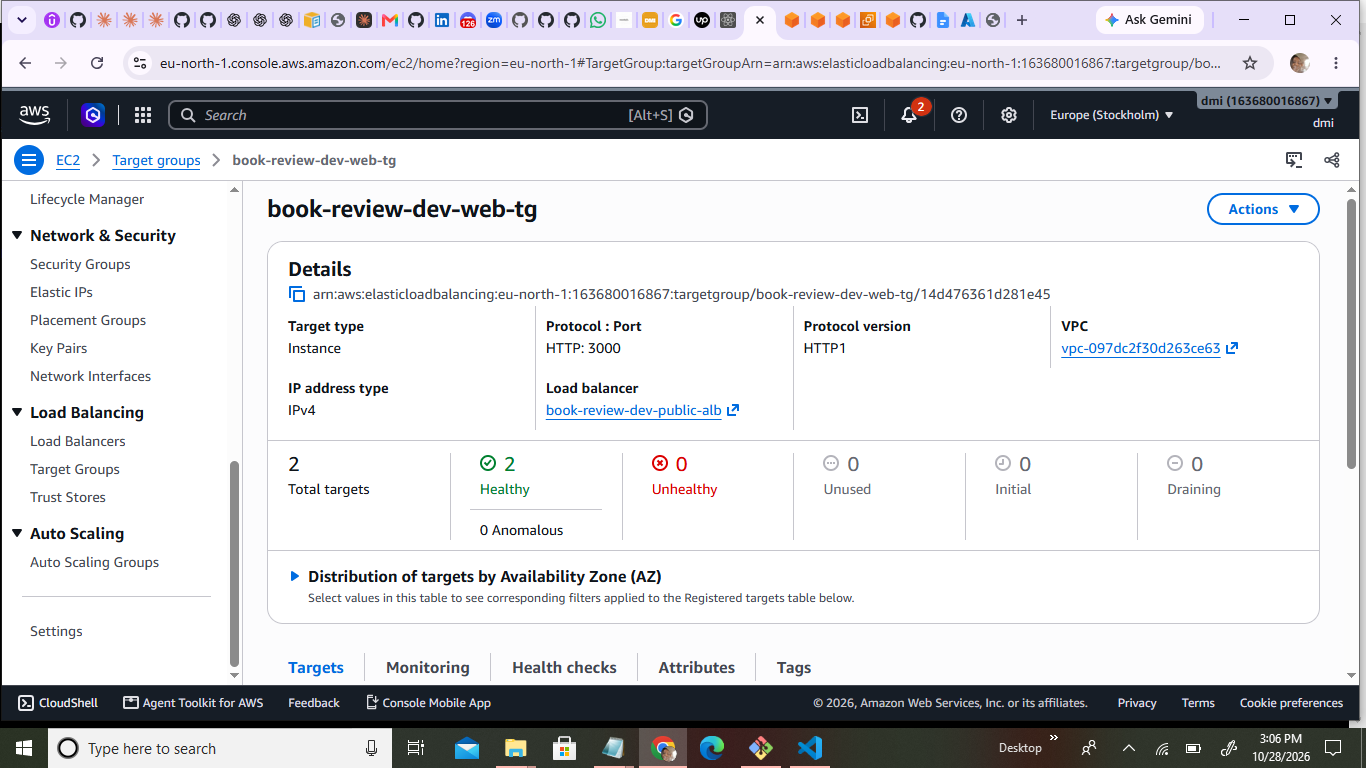 126
Ask Gemini
eu-north-1.console.aws.amazon.com/ec2/home?region=eu-north-1#TargetGroup:targetGroupArn=arn:aws:elasticloadbalancing:eu-north-1:163680016867:targetgroup/bo...
aws
Search
[Alt+S]
2
Europe (Stockholm)
dmi (163680016867)
dmi
EC2
Target groups
book-review-dev-web-tg
Lifecycle Manager
Network & Security
Security Groups
Elastic IPs
Placement Groups
Key Pairs
Network Interfaces
Load Balancing
Load Balancers
Target Groups
Trust Stores
Auto Scaling
Auto Scaling Groups
Settings
book-review-dev-web-tg
Actions
Details
arn:aws:elasticloadbalancing:eu-north-1:163680016867:targetgroup/book-review-dev-web-tg/14d476361d281e45
Target type
Instance
Protocol : Port
HTTP: 3000
Protocol version
HTTP1
VPC
vpc-097dc2f30d263ce63
IP address type
IPv4
Load balancer
book-review-dev-public-alb
2
Total targets
2
Healthy
0 Anomalous
0
Unhealthy
0
Unused
0
Initial
0
Draining
Distribution of targets by Availability Zone (AZ)
Select values in this table to see corresponding filters applied to the Registered targets table below.
Targets
Monitoring
Health checks
Attributes
Tags
CloudShell
Agent Toolkit for AWS
Feedback
Console Mobile App
© 2026, Amazon Web Services, Inc. or its affiliates.
Privacy
Terms
Cookie preferences
Type here to search
Desktop
3:06 PM
10/28/2026